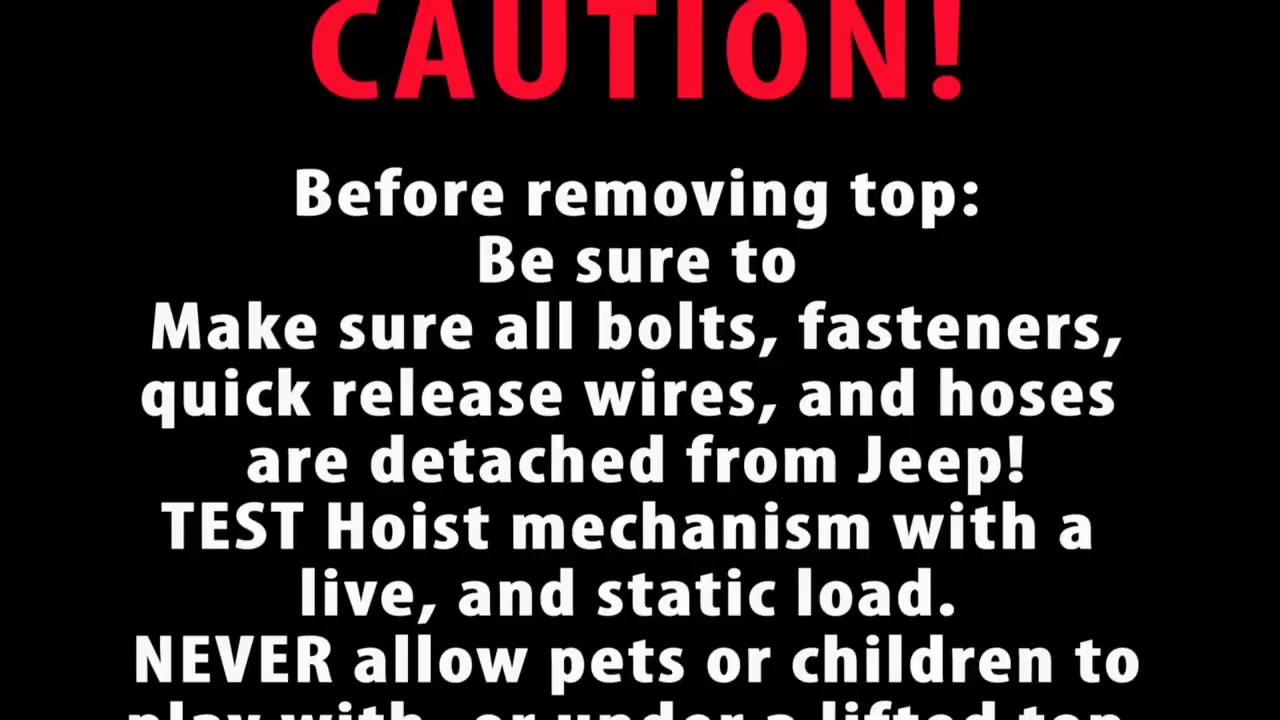 CAUTION!
Before removing top:
Be sure to
Make sure all bolts, fasteners,
quick release wires, and hoses
are detached from Jeep!
TEST Hoist mechanism with a
live, and static load.
NEVER allow pets or children to
play with, or under a lifted top